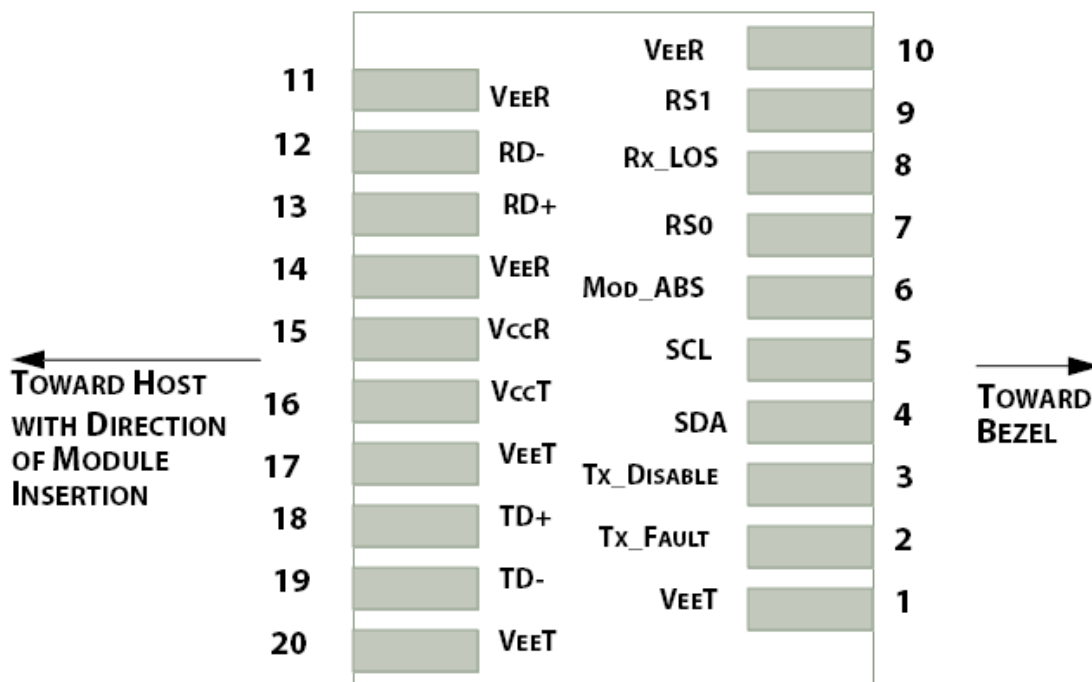 VEER 10
11 VEER
RS1 9
12 RD-
RX_LOS 8
13 RD+
RS0 7
14 VEER
MOD_ABS 6
15 VCCR
SCL 5
TOWARD HOST
WITH DIRECTION
OF MODULE
INSERTION
16 VCCT
SDA 4
TOWARD
BEZEL
17 VEET
TX_DISABLE 3
18 TD+
TX_FAULT 2
19 TD-
VEET 1
20 VEET